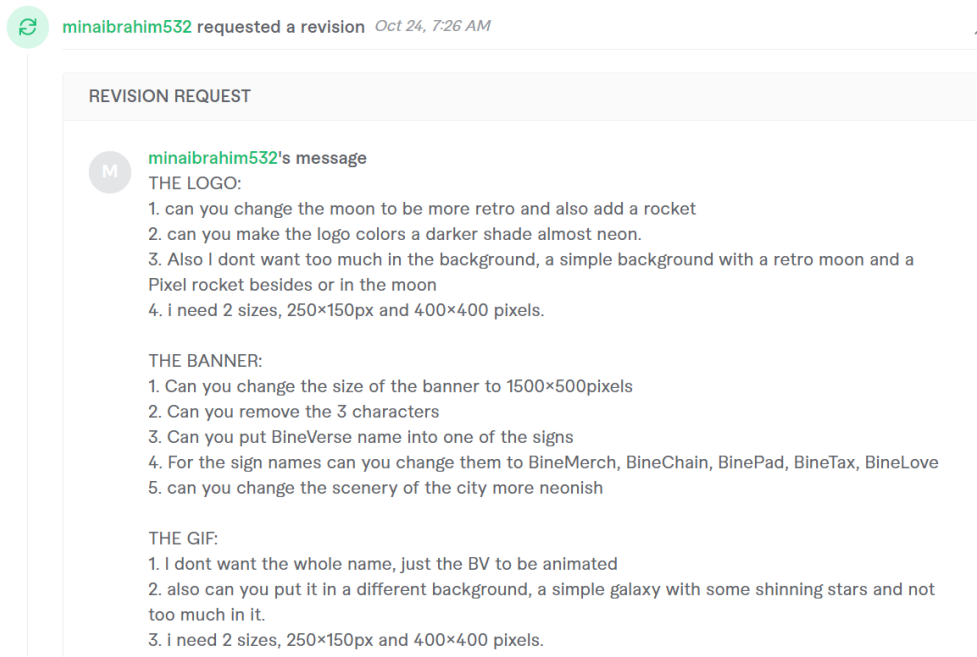 minaibrahim532 requested a revision Oct 24, 7:26 AM
REVISION REQUEST
M
minaibrahim532's message
THE LOGO:
1. can you change the moon to be more retro and also add a rocket
2. can you make the logo colors a darker shade almost neon.
3. Also I dont want too much in the background, a simple background with a retro moon and a
Pixel rocket besides or in the moon
4. i need 2 sizes, 250×150px and 400×400 pixels.
THE BANNER:
1. Can you change the size of the banner to 1500×500pixels
2. Can you remove the 3 characters
3. Can you put BineVerse name into one of the signs
4. For the sign names can you change them to BineMerch, BineChain, BinePad, BineTax, BineLove
5. can you change the scenery of the city more neonish
THE GIF:
1. I dont want the whole name, just the BV to be animated
2. also can you put it in a different background, a simple galaxy with some shinning stars and not
too much in it.
3. i need 2 sizes, 250×150px and 400×400 pixels.